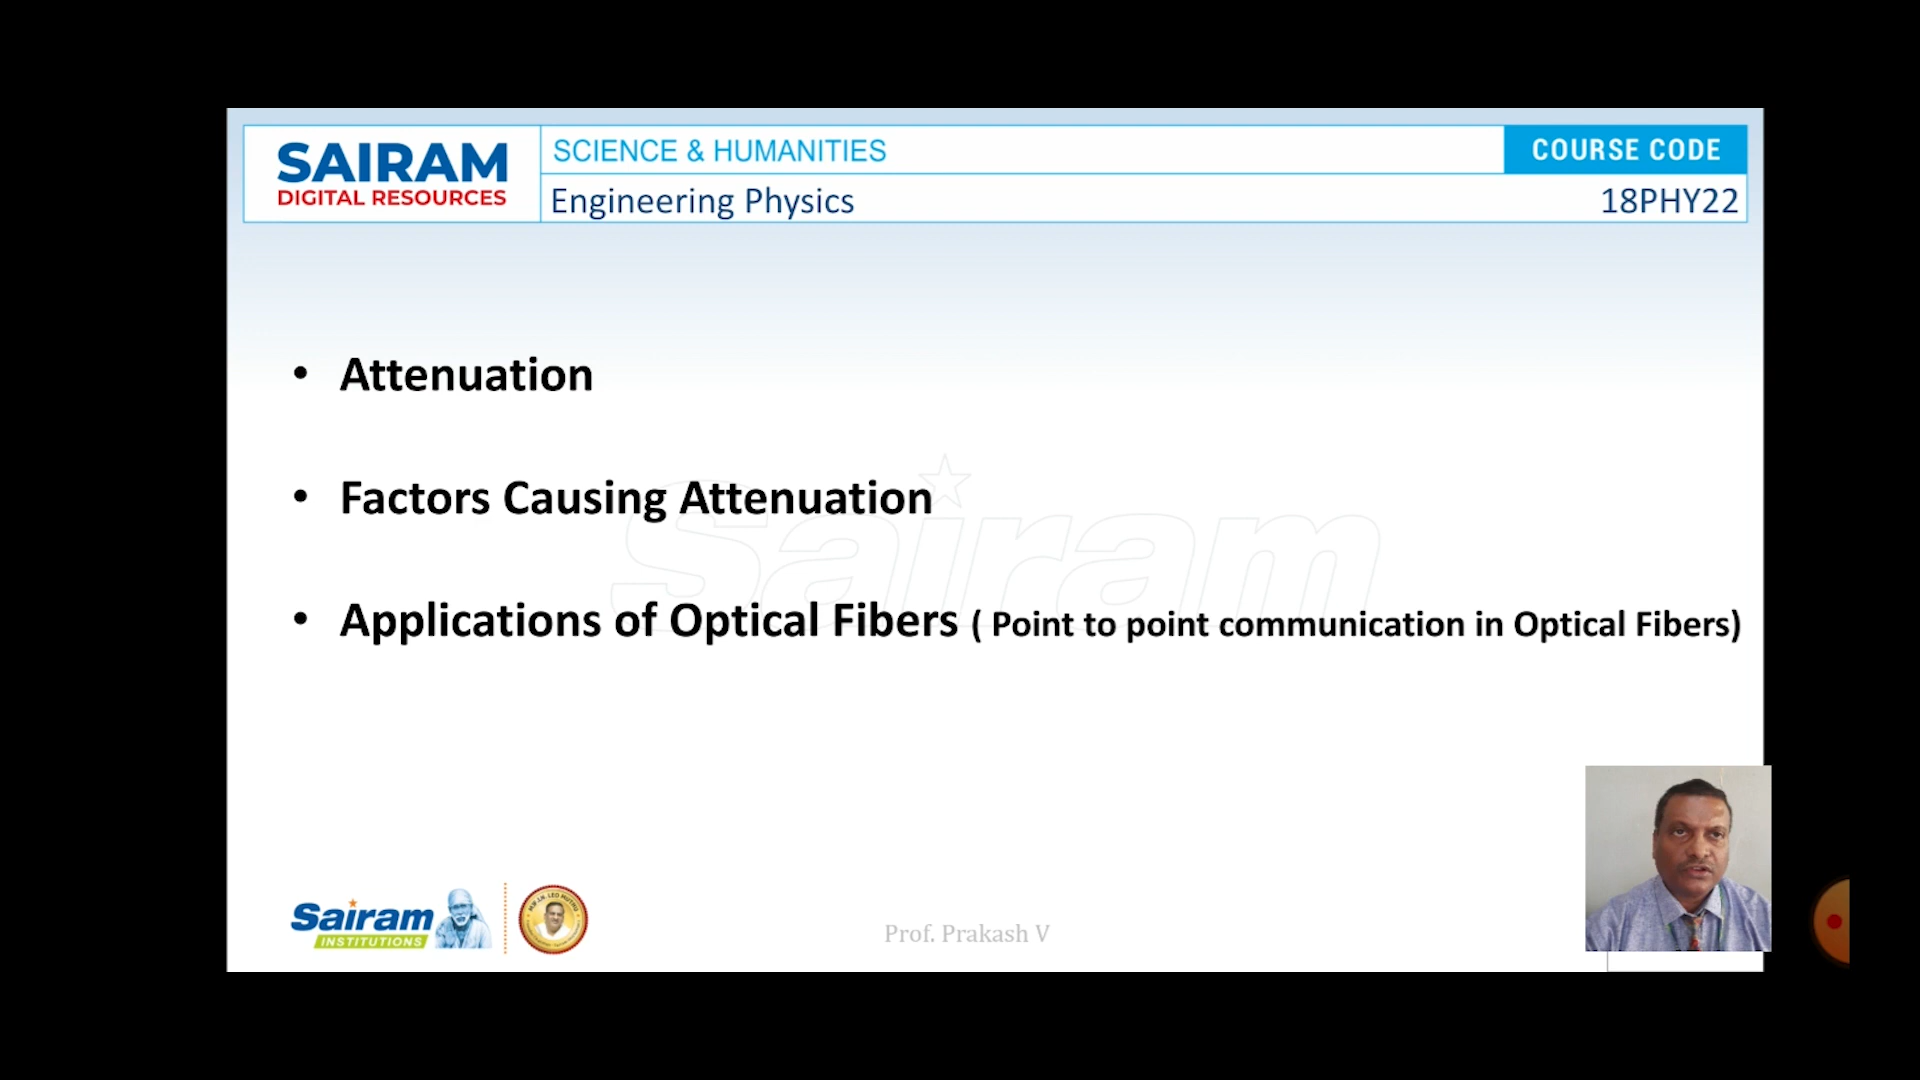 SAIRAM
DIGITAL RESOURCES
SCIENCE & HUMANITIES
COURSE CODE
Engineering Physics
18PHY22
• Attenuation
• Factors Causing Attenuation
• Applications of Optical Fibers ( Point to point communication in Optical Fibers)
Sairam
Sairam
INSTITUTIONS
Prof. Prakash V